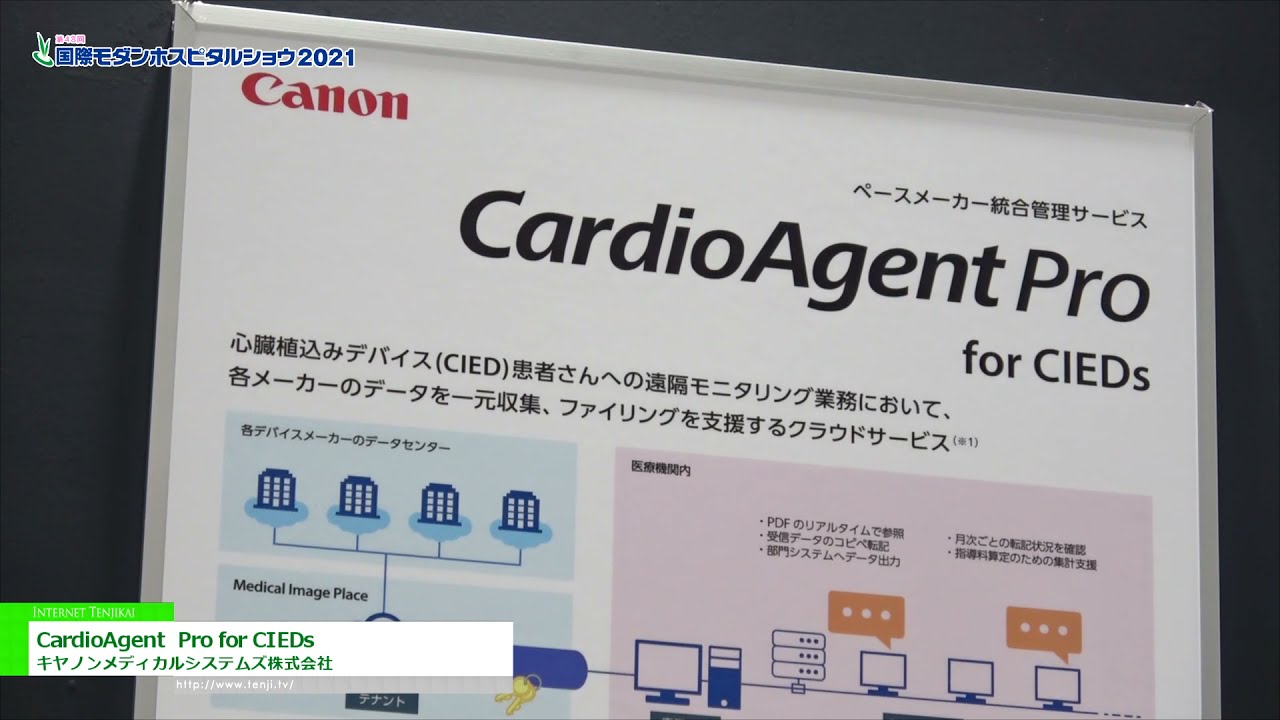 第48回
国際モダンホスピタルショウ2021
Canon
ペースメーカー統合管理サービス
CardioAgent Pro
for CIEDs
心臓植込みデバイス(CIED)患者さんへの遠隔モニタリング業務において、
各メーカーのデータを一元収集、ファイリングを支援するクラウドサービス(※1)
各デバイスメーカーのデータセンター
医療機関内
・PDFのリアルタイムで参照
・受信データのコピペ転記
・部門システムへデータ出力
・月次ごとの転記状況を確認
・指導料算定のための集計支援
Medical Image Place
テナント
INTERNET TENJIKAI
CardioAgent Pro for CIEDs
キヤノンメディカルシステムズ株式会社
http://www.tenji.tv/